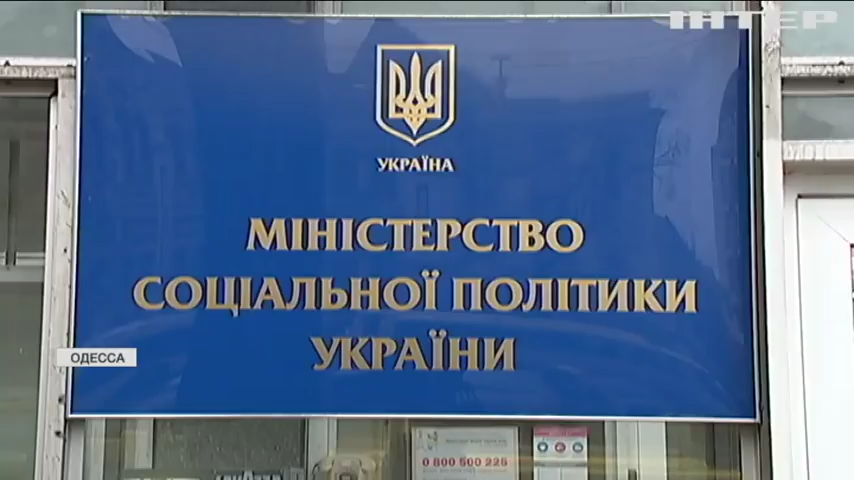 ІНТЕР
УКРАЇНА
МІНІСТЕРСТВО
СОЦІАЛЬНОЇ ПОЛІТИКИ
УКРАЇНИ
ОДЕССА
0 800 500 225